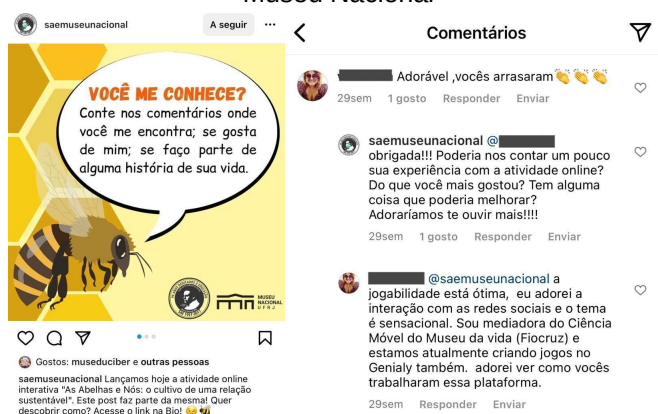 Museu Nacional
saemuseunacional
A seguir
VOCÊ ME CONHECE?
Conte nos comentários onde
você me encontra; se gosta
de mim; se faço parte de
alguma história de sua vida.
MUSEU
NACIONAL
UFRJ
Gostos: museduciber e outras pessoas
saemuseunacional Lançamos hoje a atividade online
interativa "As Abelhas e Nós: o cultivo de uma relação
sustentável". Este post faz parte da mesma! Quer
descobrir como? Acesse o link na Bio! 😉 🐝
Comentários
Adorável ,vocês arrasaram👏👏👏
29sem 1 gosto Responder Enviar
saemuseunacional @
obrigada!!! Poderia nos contar um pouco
sua experiência com a atividade online?
Do que você mais gostou? Tem alguma
coisa que poderia melhorar?
Adoraríamos te ouvir mais!!!!
29sem 1 gosto Responder Enviar
@saemuseunacional a
jogabilidade está ótima, eu adorei a
interação com as redes sociais e o tema
é sensacional. Sou mediadora do Ciência
Móvel do Museu da vida (Fiocruz) e
estamos atualmente criando jogos no
Genialy também. adorei ver como vocês
trabalharam essa plataforma.
29sem Responder Enviar